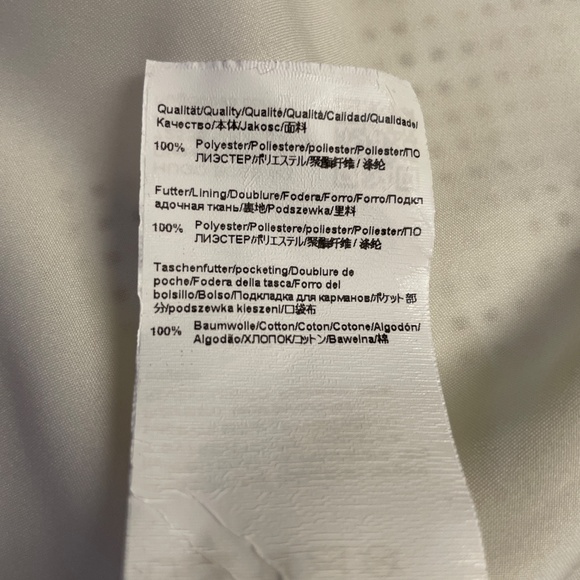 Qualität/Quality/Qualité/Qualità/Calidad/Qualidade/
Качество/本体/Jakosc/面料
100% Polyester/Poliestere/poliester/Poliester/ПО
ЛИЭСТЕР/ポリエステル/聚酯纤维/ 涤纶
Futter/Lining/Doublure/Fodera/Forro/Forro/Подкл
адочная ткань/裏地/Podszewka/里料
100% Polyester/Poliestere/poliester/Poliester/ПО
ЛИЭСТЕР/ポリエステル/聚酯纤维/ 涤纶
Taschenfutter/pocketing/Doublure de
poche/Fodera della tasca/Forro del
bolsillo/Bolso/Подкладка для карманов/ポケット部
分/podszewka kieszeni/口袋布
100% Baumwolle/Cotton/Coton/Cotone/Algodón/
Algodão/ХЛОПОК/コットン/Bawelna/棉